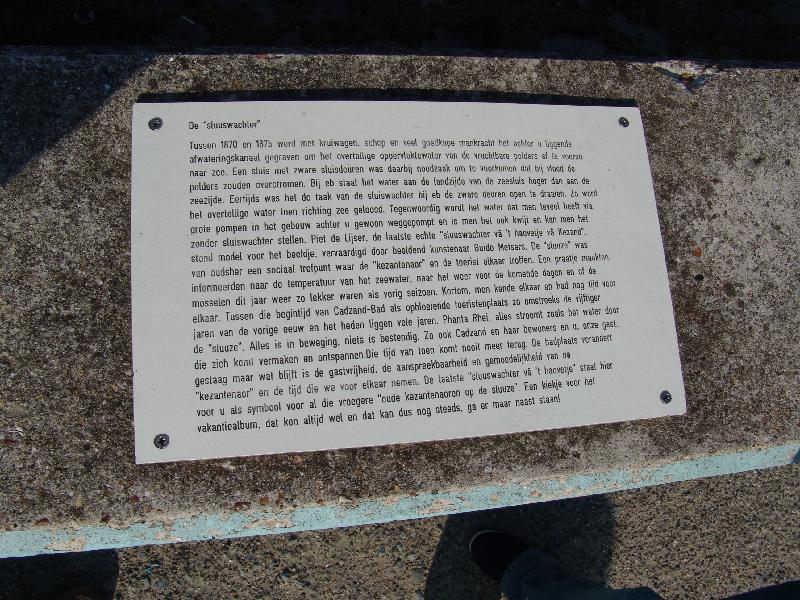 De "sluuswachter"
Tussen 1870 en 1875 werd met kruiwagen, schop en veel goedkope mankracht het achter u liggende
afwateringskanaal gegraven om het overtollige oppervlaktewater van de vruchtbare polders af te voeren
naar zee. Een sluis met zware sluisdeuren was daarbij noodzaak om te voorkomen dat bij vloed de
polders zouden overstromen. Bij eb staat het water aan de landzijde van de zeesluis hoger dan aan de
zeezijde. Eertijds was het de taak van de sluiswachter bij eb de zware deuren open te draaien. Zo werd
het overtollige water toen richting zee geloosd. Tegenwoordig wordt het water dat men teveel heeft via
grote pompen in het gebouw achter u gewoon weggepompt en is men het ook kwijt en kan men het
zonder sluiswachter stellen. Piet de Lijser, de laatste echte "sluuswachter vā 't haoveije vā Kezand",
stond model voor het beeldje, vervaardigd door beeldend kunstenaar Guido Metsers. De "sluuze" was
van oudsher een sociaal trefpunt waar de "kezantenaor" en de toerist elkaar troffen. Een praatje maakten,
informeerden naar de temperatuur van het zeewater, naar het weer voor de komende dagen en of de
mosselen dit jaar weer zo lekker waren als vorig seizoen. Kortom, men kende elkaar en had nog tijd voor
elkaar. Tussen die begintijd van Cadzand-Bad als opbloeiende toeristenplaats zo omstreeks de vijftiger
jaren van de vorige eeuw en het heden liggen vele jaren. Phanta Rhei, alles stroomt zoals het water door
de "sluuze". Alles is in beweging, niets is bestendig. Zo ook Cadzand en haar bewoners en u, onze gast,
die zich komt vermaken en ontspannen.Die tijd van toen komt nooit meer terug. De badplaats verandert
gestaag maar wat blijft is de gastvrijheid, de aanspreekbaarheid en gemoedelijkheid van de
"kezantenaor" en de tijd die we voor elkaar nemen. De laatste "sluuswachter vā 't haoveije" staat hier
voor u als symbool voor al die vroegere "oude kezantenaoren op de sluuze". Een kiekje voor het
vakantiealbum, dat kon altijd wel en dat kan dus nog steeds, ga er maar naast staan!